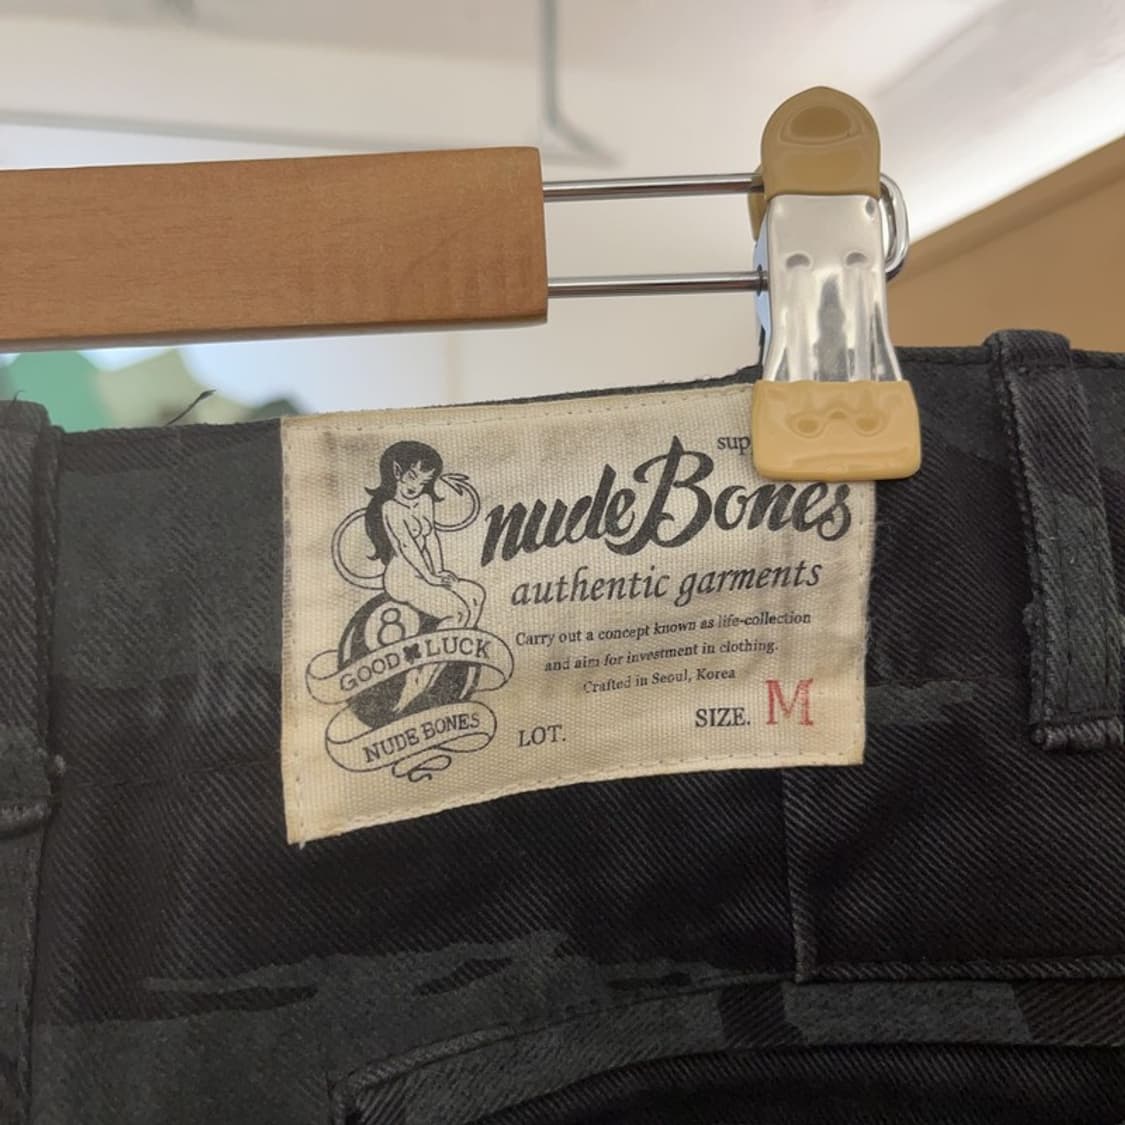 8
GOOD LUCK
NUDE BONES
nudeBones
authentic garments
Carry out a concept known as life-collection
and aim for investment in clothing.
Crafted in Seoul, Korea
LOT.
SIZE. M